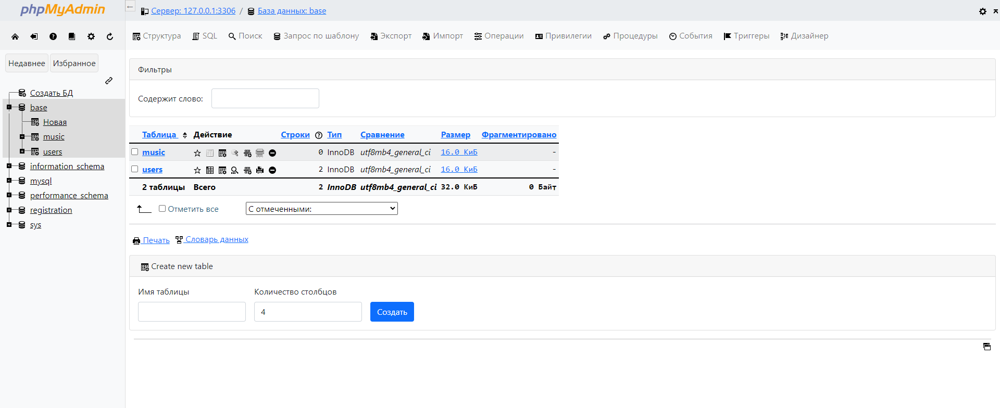 phpMyAdmin
Недавнее Избранное
Создать БД
base
Новая
music
users
information_schema
mysql
performance_schema
registration
sys
← Сервер: 127.0.0.1:3306 / База данных: base
Структура SQL Поиск Запрос по шаблону Экспорт Импорт Операции Привилегии Процедуры События Триггеры Дизайнер
Фильтры
Содержит слово:
Таблица Действие Строки Тип Сравнение Размер Фрагментировано
music 0 InnoDB utf8mb4_general_ci 16.0 КиБ -
users 2 InnoDB utf8mb4_general_ci 16.0 КиБ -
2 таблицы Всего 2 InnoDB utf8mb4_general_ci 32.0 КиБ 0 Байт
Отметить все С отмеченными:
Печать Словарь данных
Create new table
Имя таблицы Количество столбцов
4 Создать